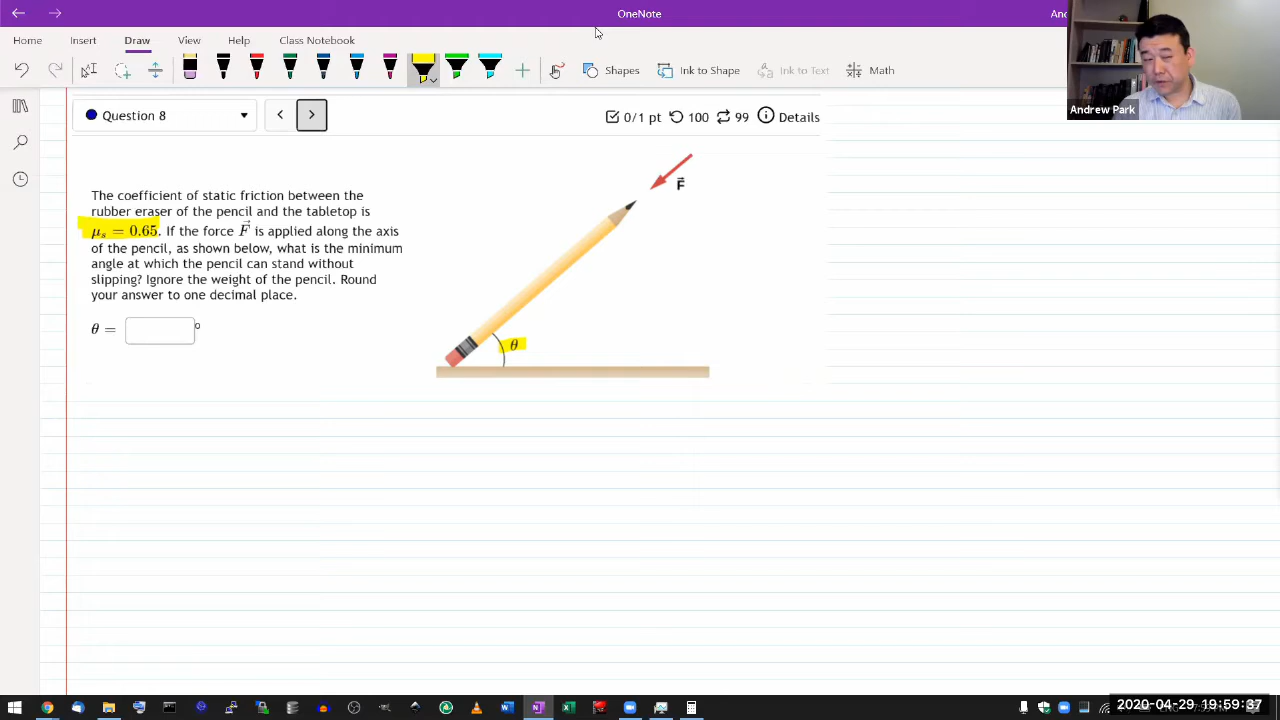 OneNote
An
Home
Insert
Draw
View
Help
Class Notebook
Shapes
Ink to Shape
Ink to Text
Math
Andrew Park
Question 8
0/1 pt
100
99
Details
The coefficient of static friction between the
rubber eraser of the pencil and the tabletop is
μs = 0.65. If the force F⃗ is applied along the axis
of the pencil, as shown below, what is the minimum
angle at which the pencil can stand without
slipping? Ignore the weight of the pencil. Round
your answer to one decimal place.
θ = °
F⃗
θ
2020-04-29 19:59:37